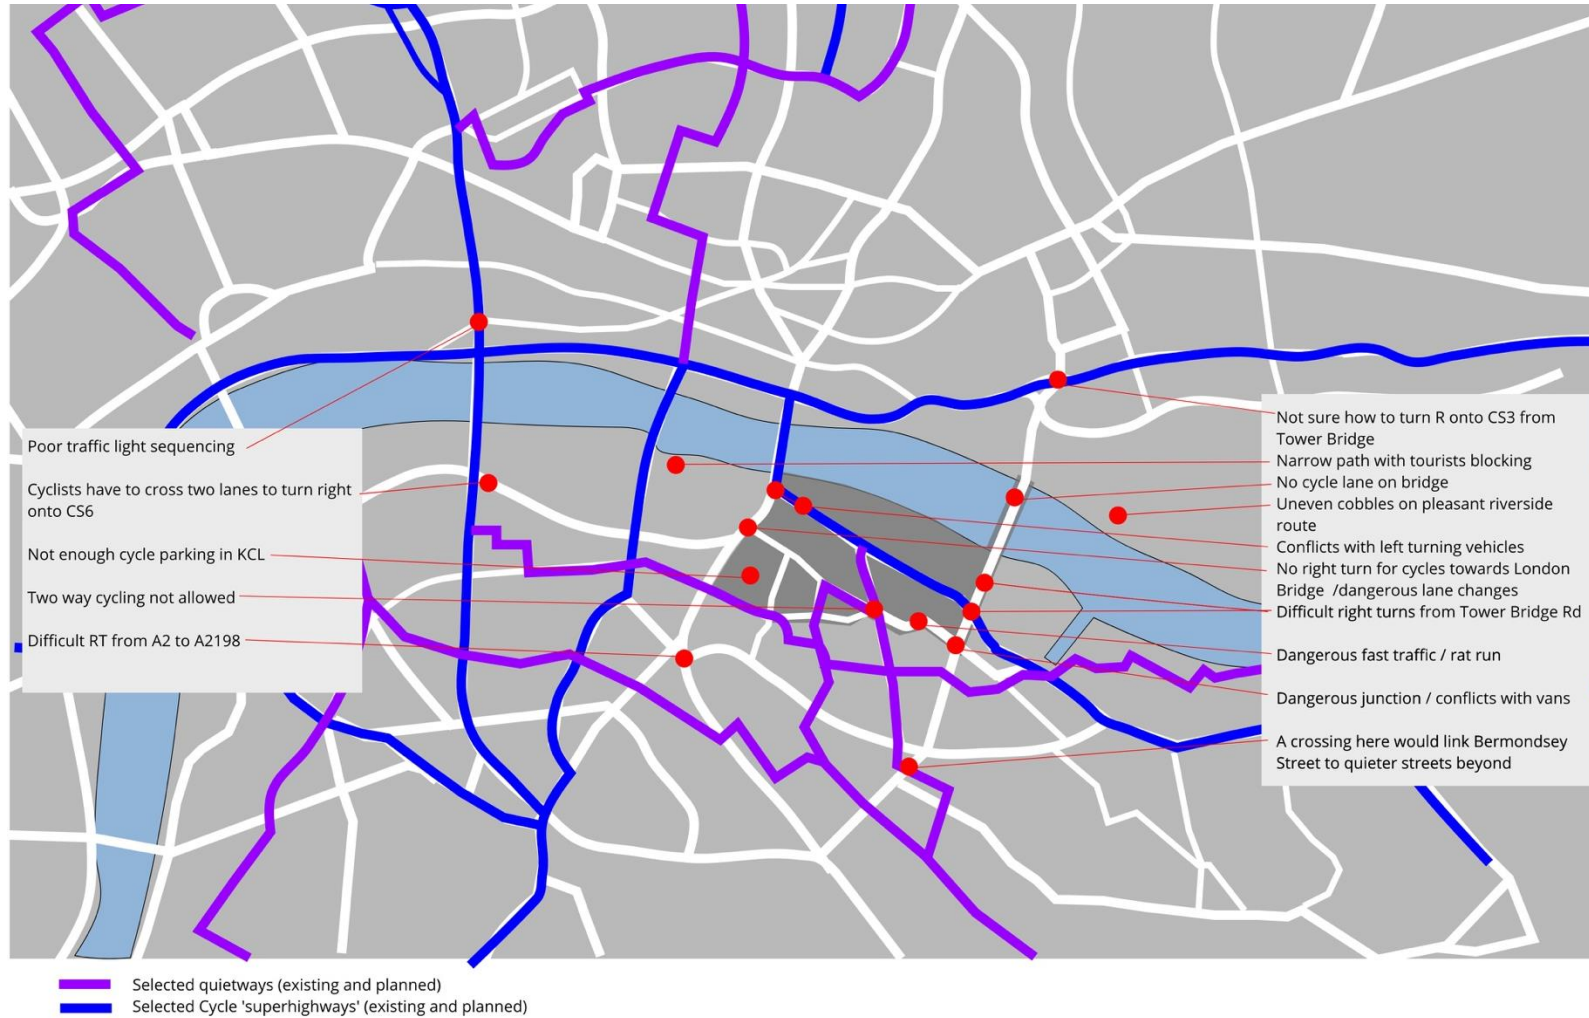 Poor traffic light sequencing
Cyclists have to cross two lanes to turn right
onto CS6
Not enough cycle parking in KCL
Two way cycling not allowed
Difficult RT from A2 to A2198
Not sure how to turn R onto CS3 from
Tower Bridge
Narrow path with tourists blocking
No cycle lane on bridge
Uneven cobbles on pleasant riverside
route
Conflicts with left turning vehicles
No right turn for cycles towards London
Bridge /dangerous lane changes
Difficult right turns from Tower Bridge Rd
Dangerous fast traffic / rat run
Dangerous junction / conflicts with vans
A crossing here would link Bermondsey
Street to quieter streets beyond
Selected quietways (existing and planned)
Selected Cycle 'superhighways' (existing and planned)